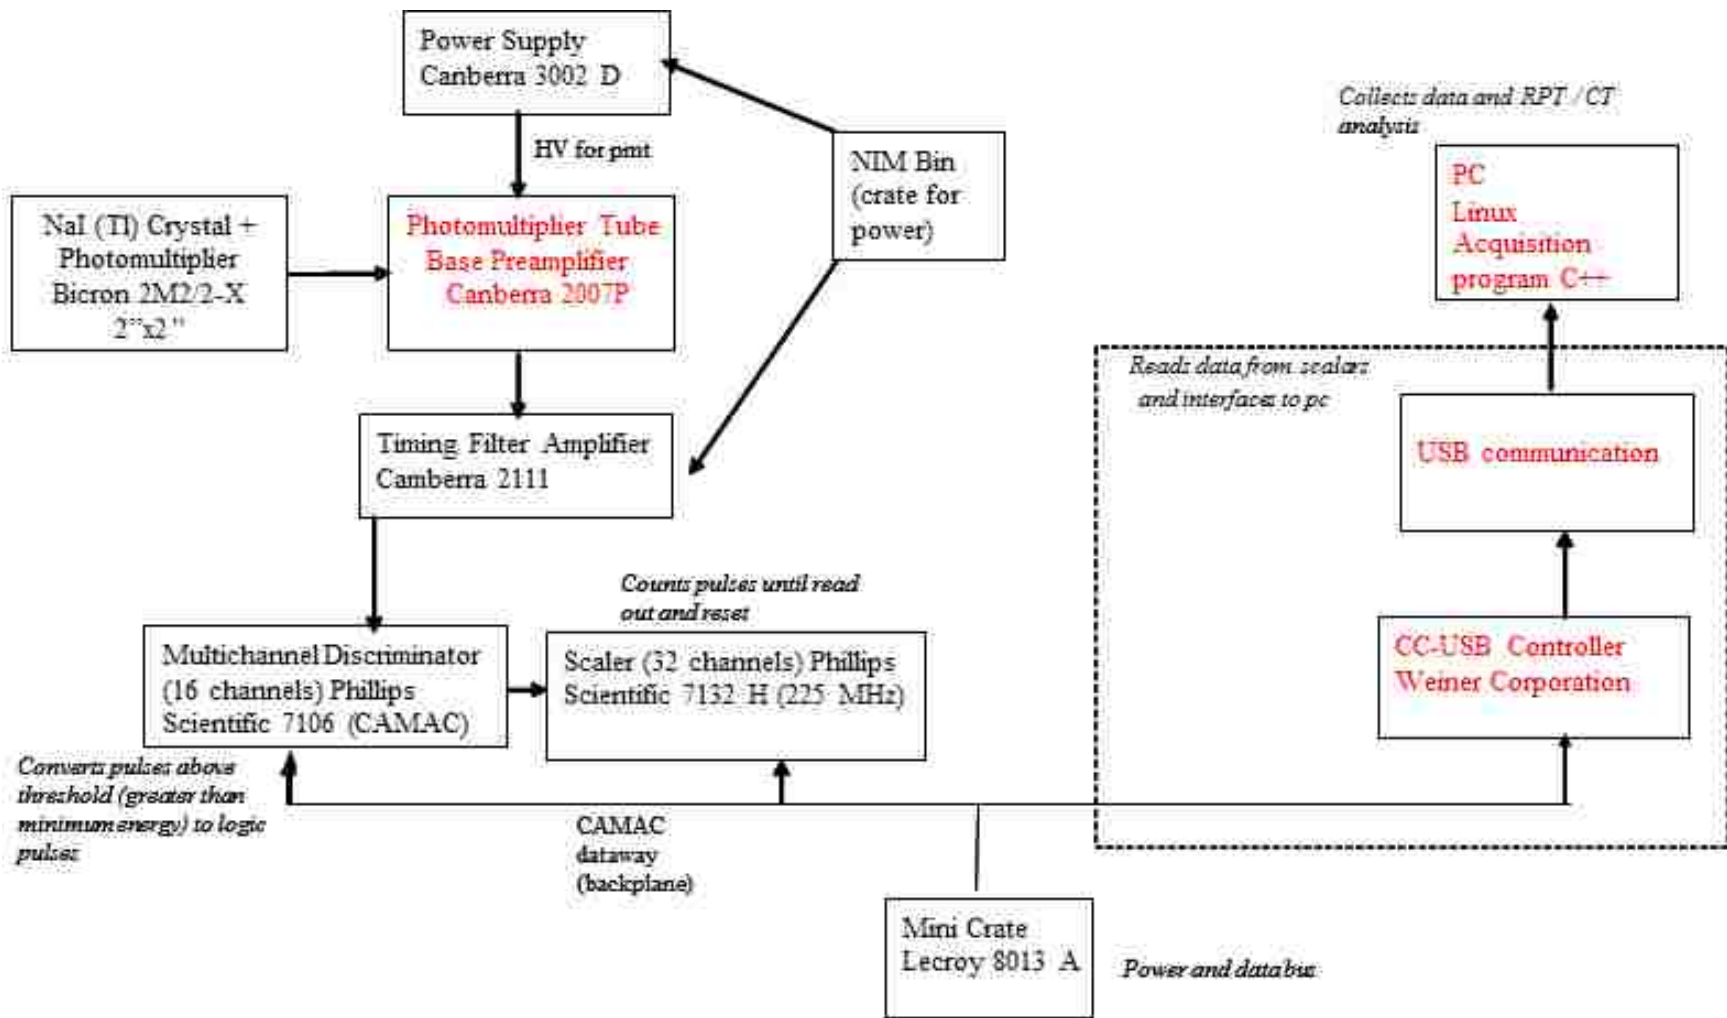 Power Supply
Canberra 3002 D
HV for pmt
NIM Bin
(crate for
power)
Collects data and RPT / CT
analysis
PC
Linux
Acquisition
program C++
NaI (Tl) Crystal +
Photomultiplier
Bicron 2M2/2-X
2"x2"
Photomultiplier Tube
Base Preamplifier
Canberra 2007P
Reads data from scalars
and interfaces to pc
USB communication
Timing Filter Amplifier
Camberra 2111
Counts pulses until read
out and reset
Multichannel Discriminator
(16 channels) Phillips
Scientific 7106 (CAMAC)
Scaler (32 channels) Phillips
Scientific 7132 H (225 MHz)
CC-USB Controller
Weiner Corporation
Converts pulses above
threshold (greater than
minimum energy) to logic
pulses
CAMAC
dataway
(backplane)
Mini Crate
Lecroy 8013 A
Power and data bus